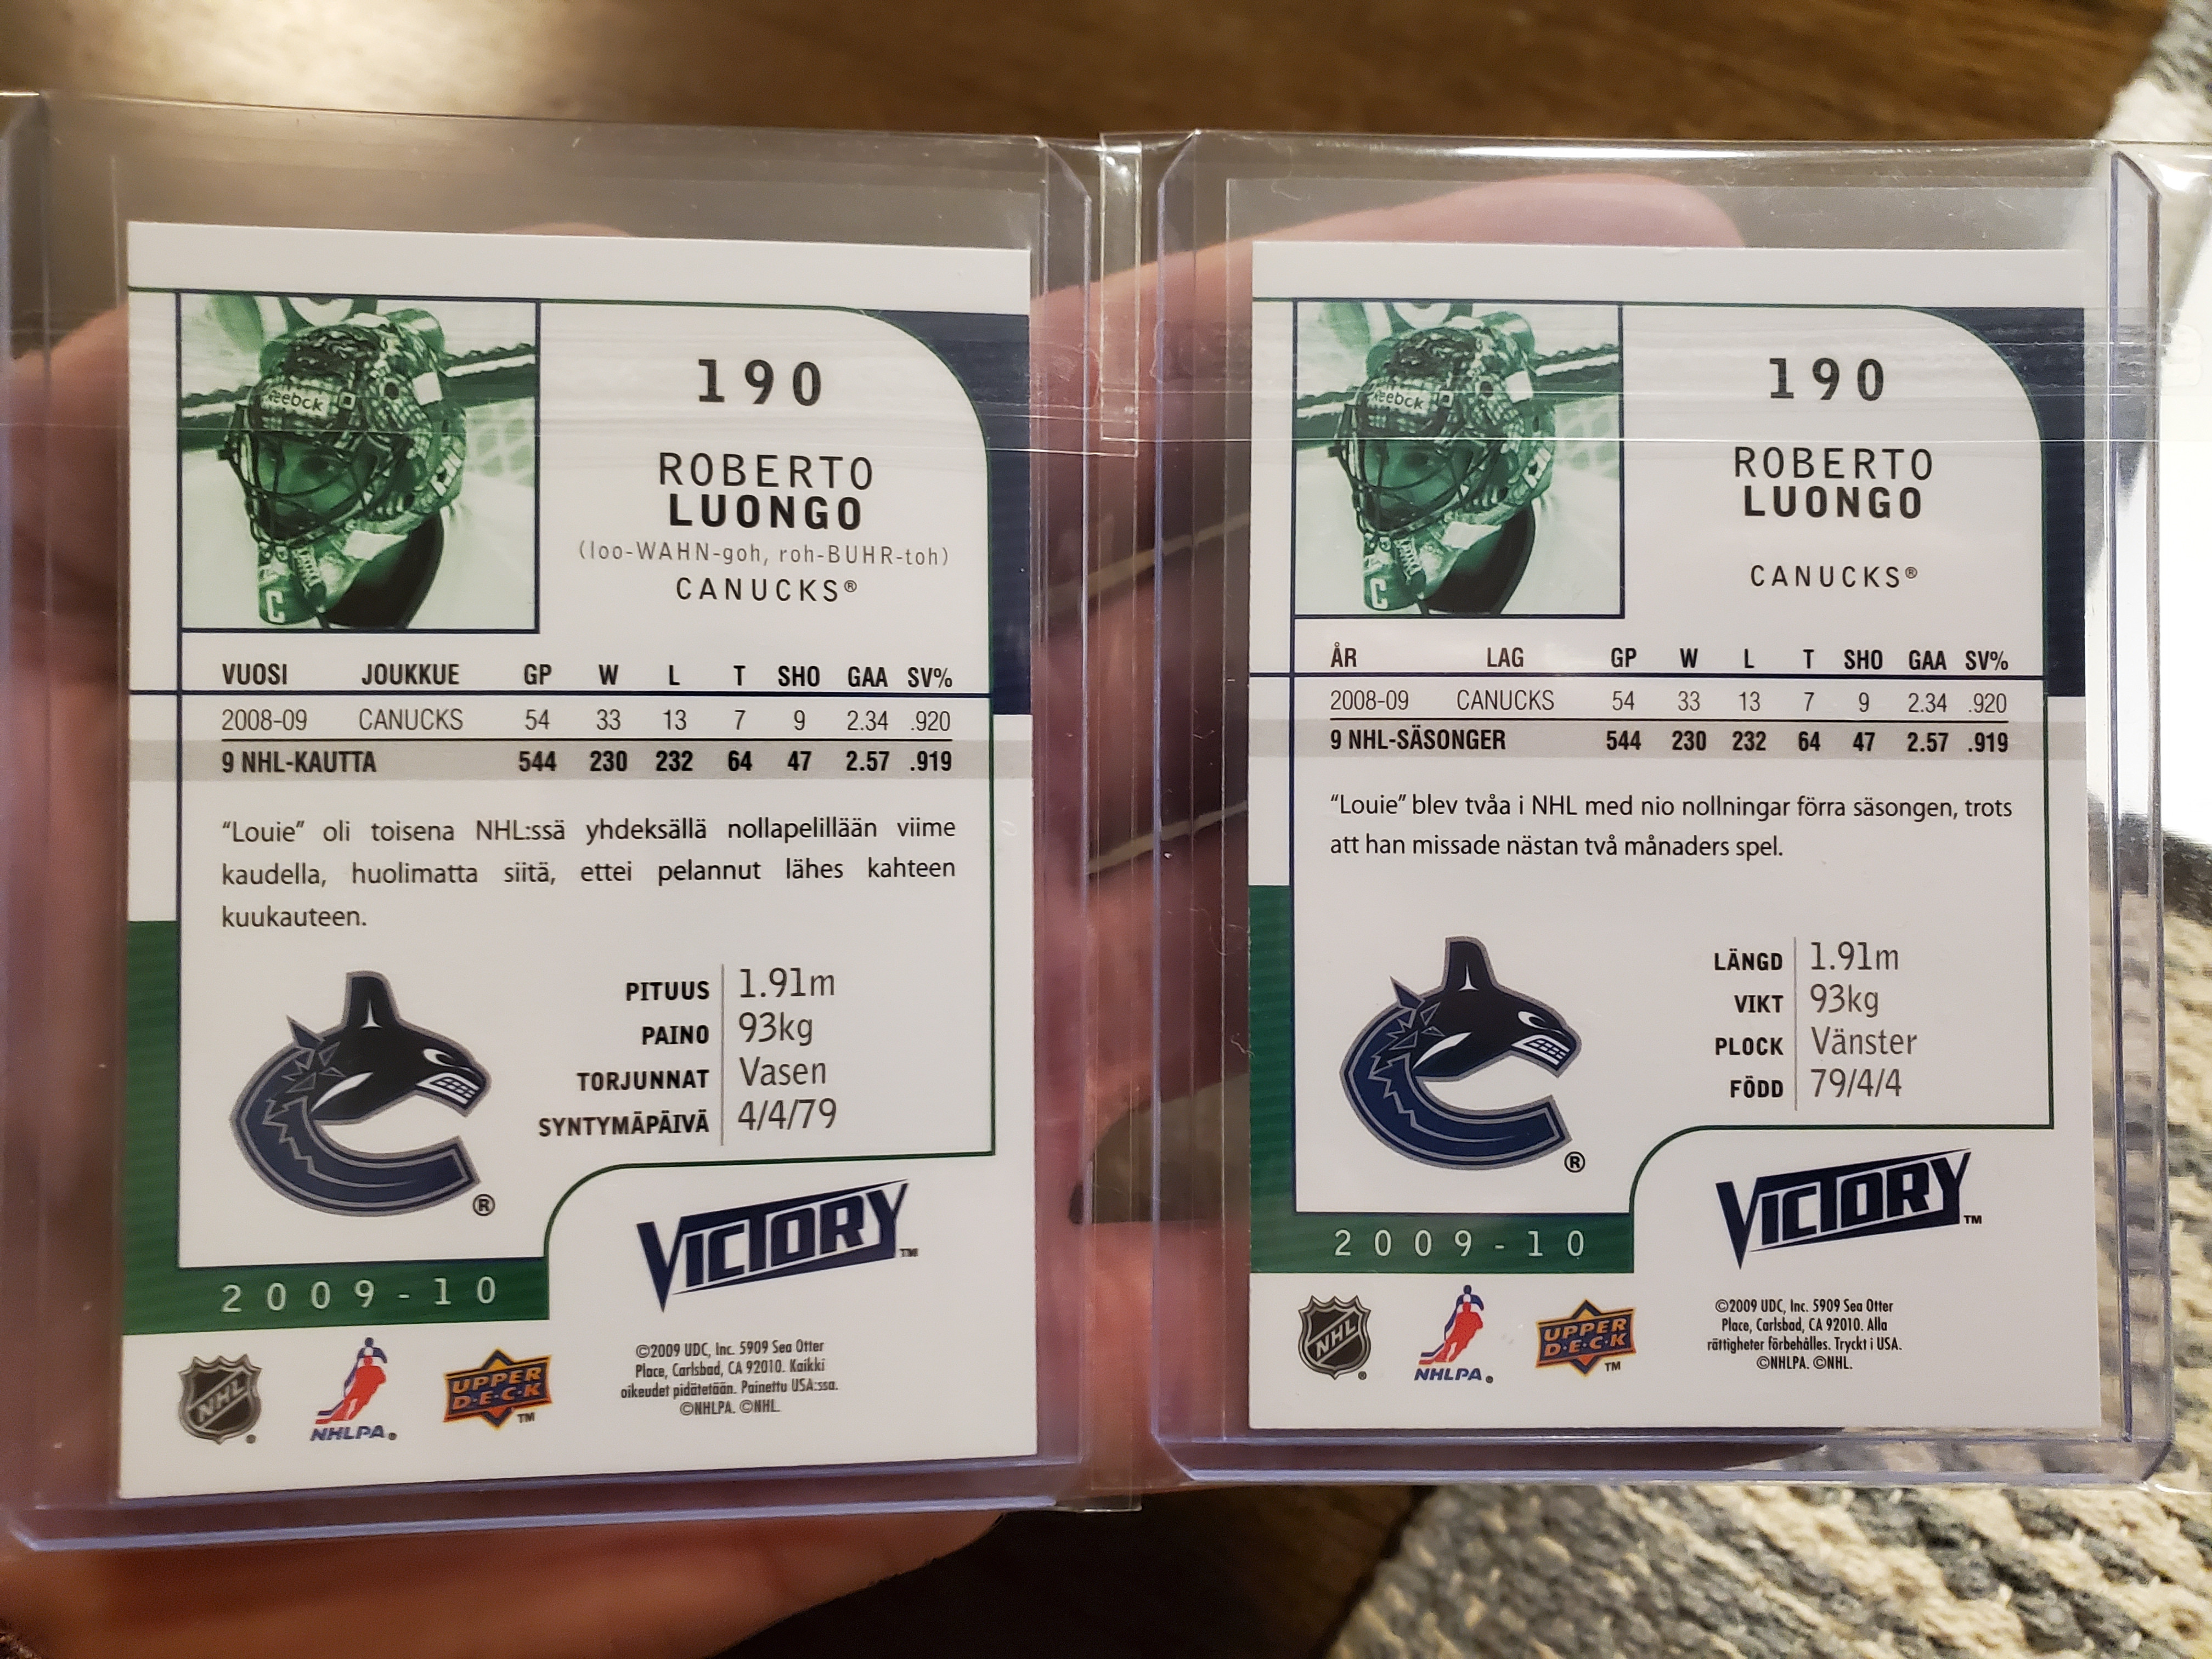 Reebok
190
ROBERTO
LUONGO
(loo-WAHN-goh, roh-BUHR-toh)
CANUCKS®
C
VUOSI JOUKKUE GP W L T SHO GAA SV%
2008-09 CANUCKS 54 33 13 7 9 2.34 .920
9 NHL-KAUTTA 544 230 232 64 47 2.57 .919
“Louie” oli toisena NHL:ssä yhdeksällä nollapelillään viime
kaudella, huolimatta siitä, ettei pelannut lähes kahteen
kuukauteen.
PITUUS 1.91m
PAINO 93kg
TORJUNNAT Vasen
SYNTYMÄPÄIVÄ 4/4/79
®
VICTORY™
2009-10
NHL®
NHLPA®
UPPER
D·E·C·K™
©2009 UDC, Inc. 5909 Sea Otter
Place, Carlsbad, CA 92010. Kaikki
oikeudet pidätetään. Painettu USA:ssa.
©NHLPA. ©NHL.
Reebok
190
ROBERTO
LUONGO
CANUCKS®
C
ÅR LAG GP W L T SHO GAA SV%
2008-09 CANUCKS 54 33 13 7 9 2.34 .920
9 NHL-SÄSONGER 544 230 232 64 47 2.57 .919
“Louie” blev tvåa i NHL med nio nollningar förra säsongen, trots
att han missade nästan två månaders spel.
LÄNGD 1.91m
VIKT 93kg
PLOCK Vänster
FÖDD 79/4/4
®
VICTORY™
2009-10
NHL®
NHLPA®
UPPER
D·E·C·K™
©2009 UDC, Inc. 5909 Sea Otter
Place, Carlsbad, CA 92010. Alla
rättigheter förbehålles. Tryckt i USA.
©NHLPA. ©NHL.